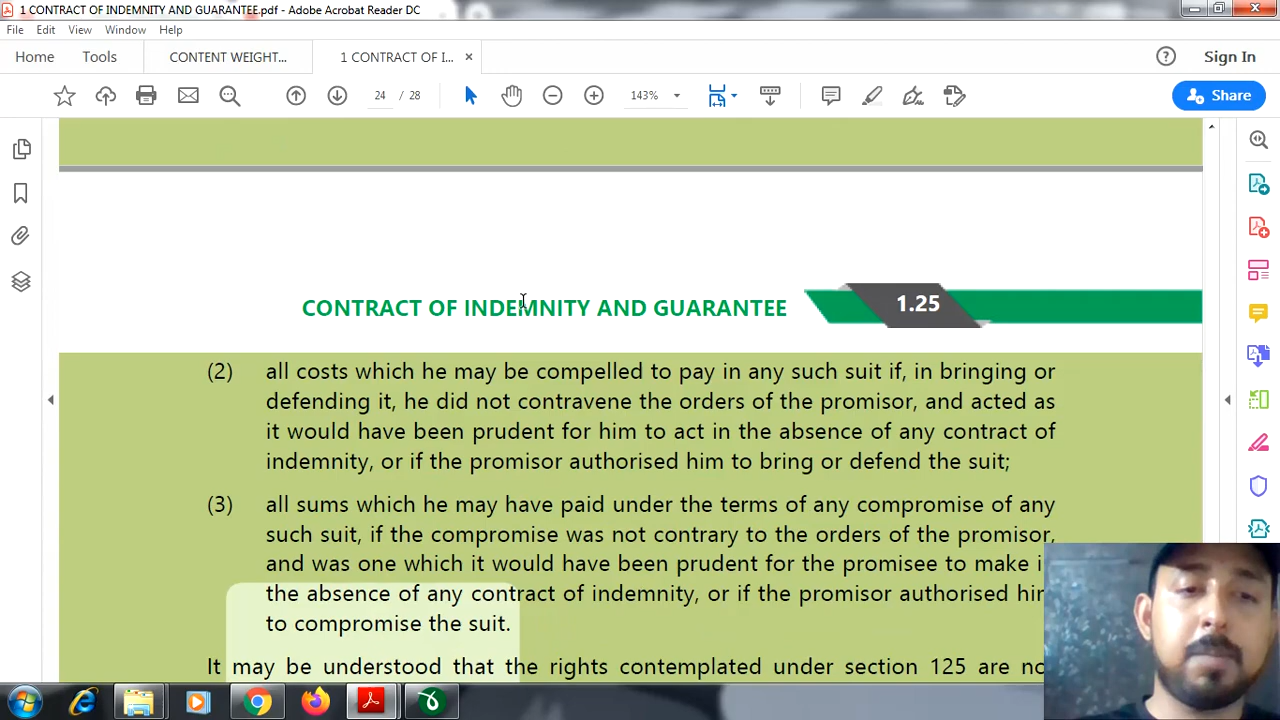 1 CONTRACT OF INDEMNITY AND GUARANTEE.pdf - Adobe Acrobat Reader DC
File Edit View Window Help
Home Tools CONTENT WEIGHT... 1 CONTRACT OF I... × Sign In
24 / 28 143% Share
CONTRACT OF INDEMNITY AND GUARANTEE 1.25
(2) all costs which he may be compelled to pay in any such suit if, in bringing or
defending it, he did not contravene the orders of the promisor, and acted as
it would have been prudent for him to act in the absence of any contract of
indemnity, or if the promisor authorised him to bring or defend the suit;
(3) all sums which he may have paid under the terms of any compromise of any
such suit, if the compromise was not contrary to the orders of the promisor,
and was one which it would have been prudent for the promisee to make
the absence of any contract of indemnity, or if the promisor authorised
to compromise the suit.
It may be understood that the rights contemplated under section 125 are